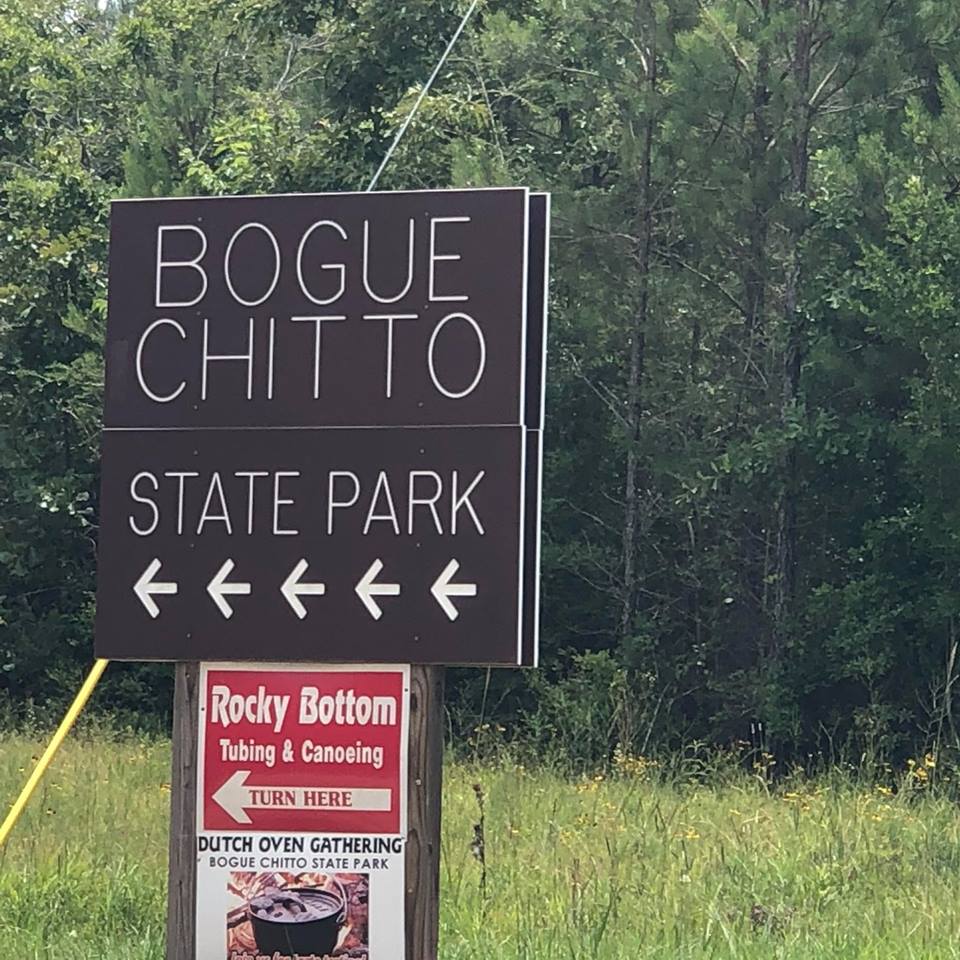 BOGUE
CHITTO
STATE PARK
Rocky Bottom
Tubing & Canoeing
TURN HERE
DUTCH OVEN GATHERING
BOGUE CHITTO STATE PARK